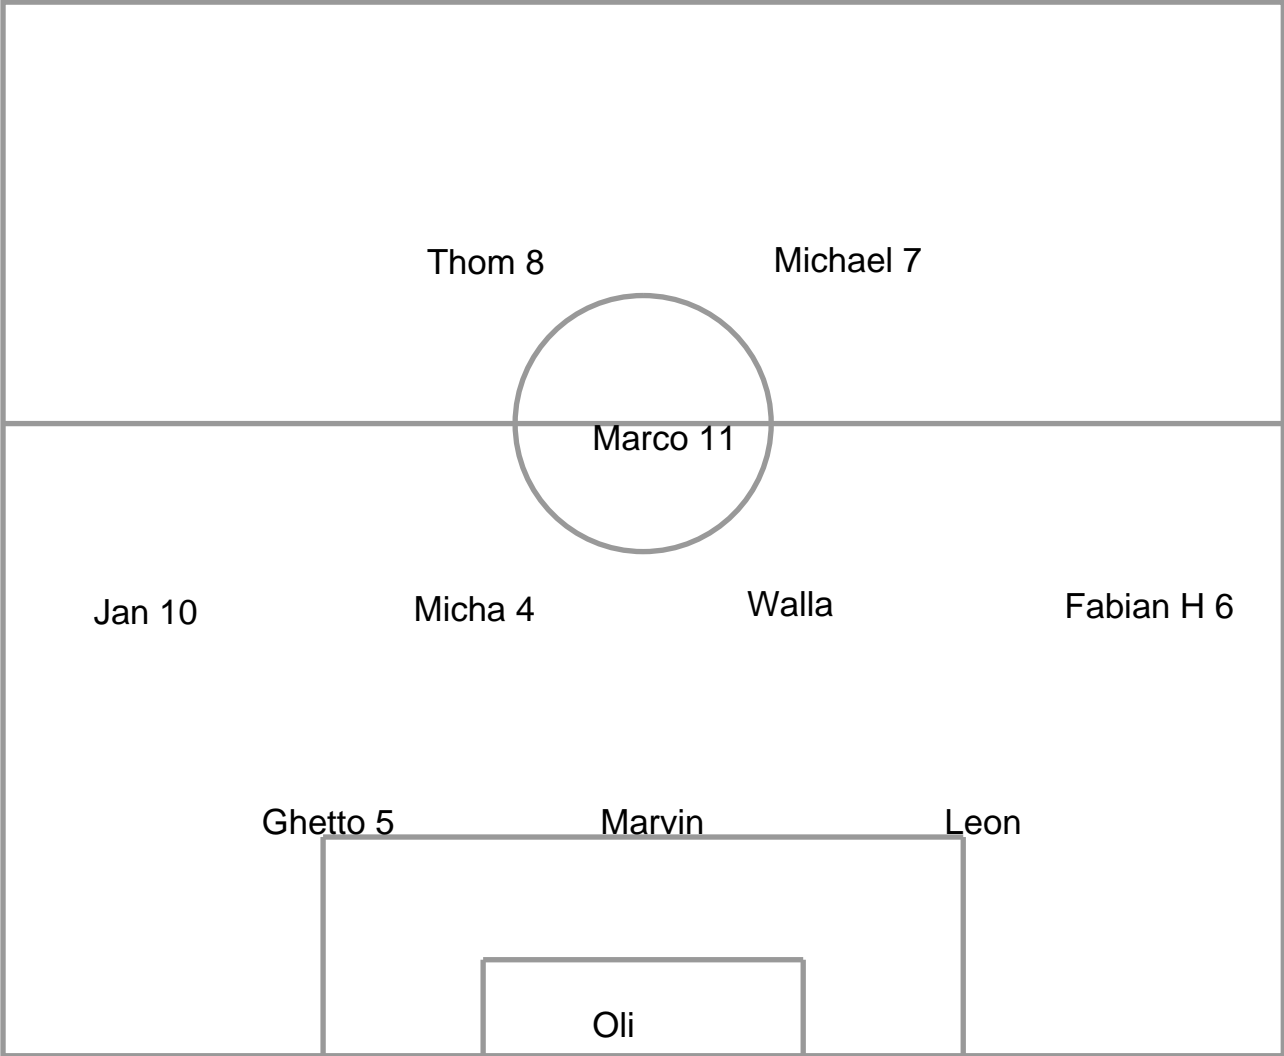 Thom 8
Michael 7
Marco 11
Jan 10
Micha 4
Walla
Fabian H 6
Ghetto 5
Marvin
Leon
Oli